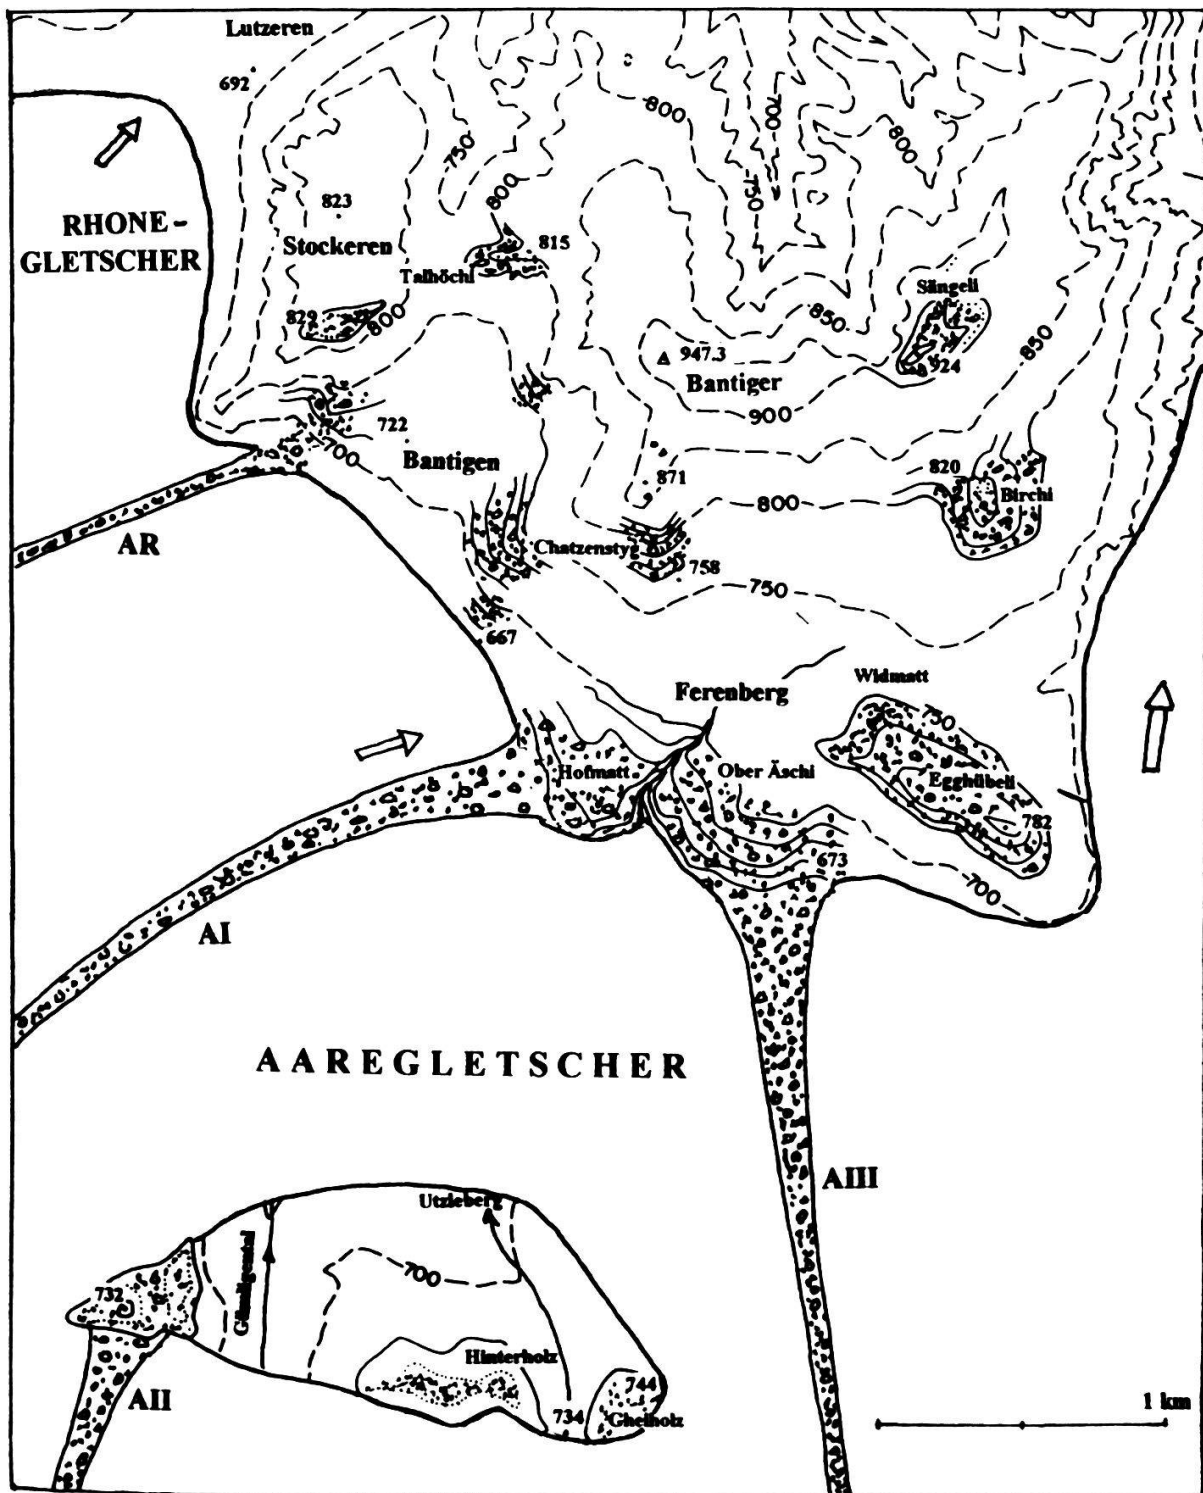 Lutzeren
692
800
700
800
750
823
800
750
RHONE-
GLETSCHER
Stockeren
815
Talhöchi
Sängeli
829
800
850
850
947.3
924
Bantiger
900
722
700
Bantigen
820
871
Birchi
800
AR
Chatzenstyg
758
750
667
Widmatt
Ferenberg
750
Hofmatt
Ober Äschi
Egghübeli
782
673
700
AI
AAREGLETSCHER
AIII
Utzleberg
Gümligental
700
732
Hinterholz
744
AII
734
1 km